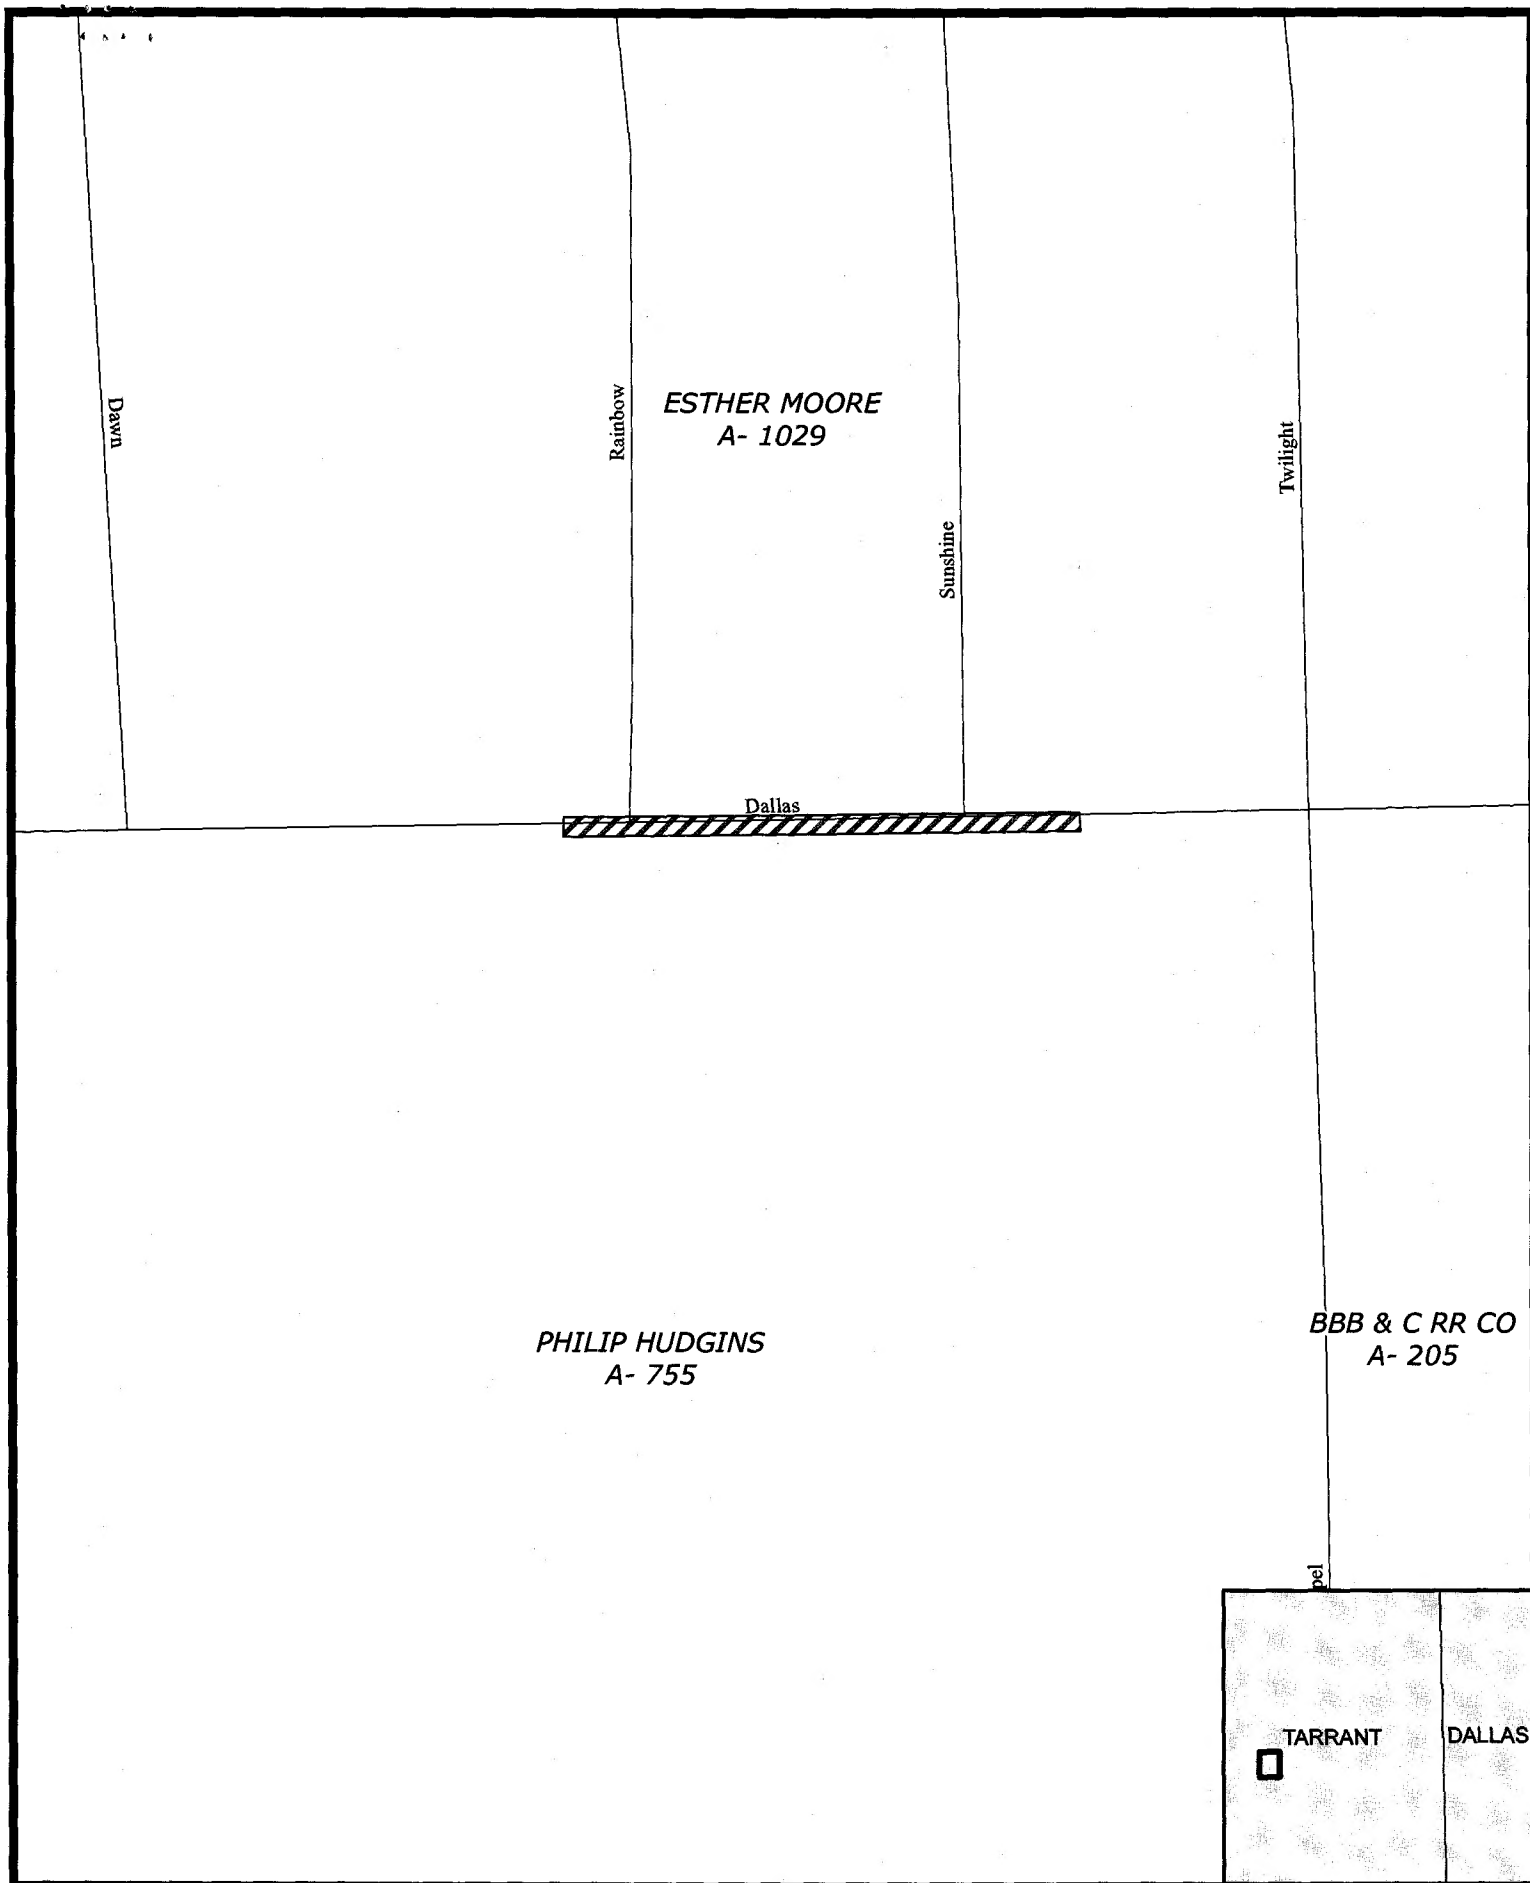 Dawn
Rainbow
ESTHER MOORE
A- 1029
Twilight
Sunshine
Dallas
PHILIP HUDGINS
A- 755
BBB & C RR CO
A- 205
pel
TARRANT
DALLAS